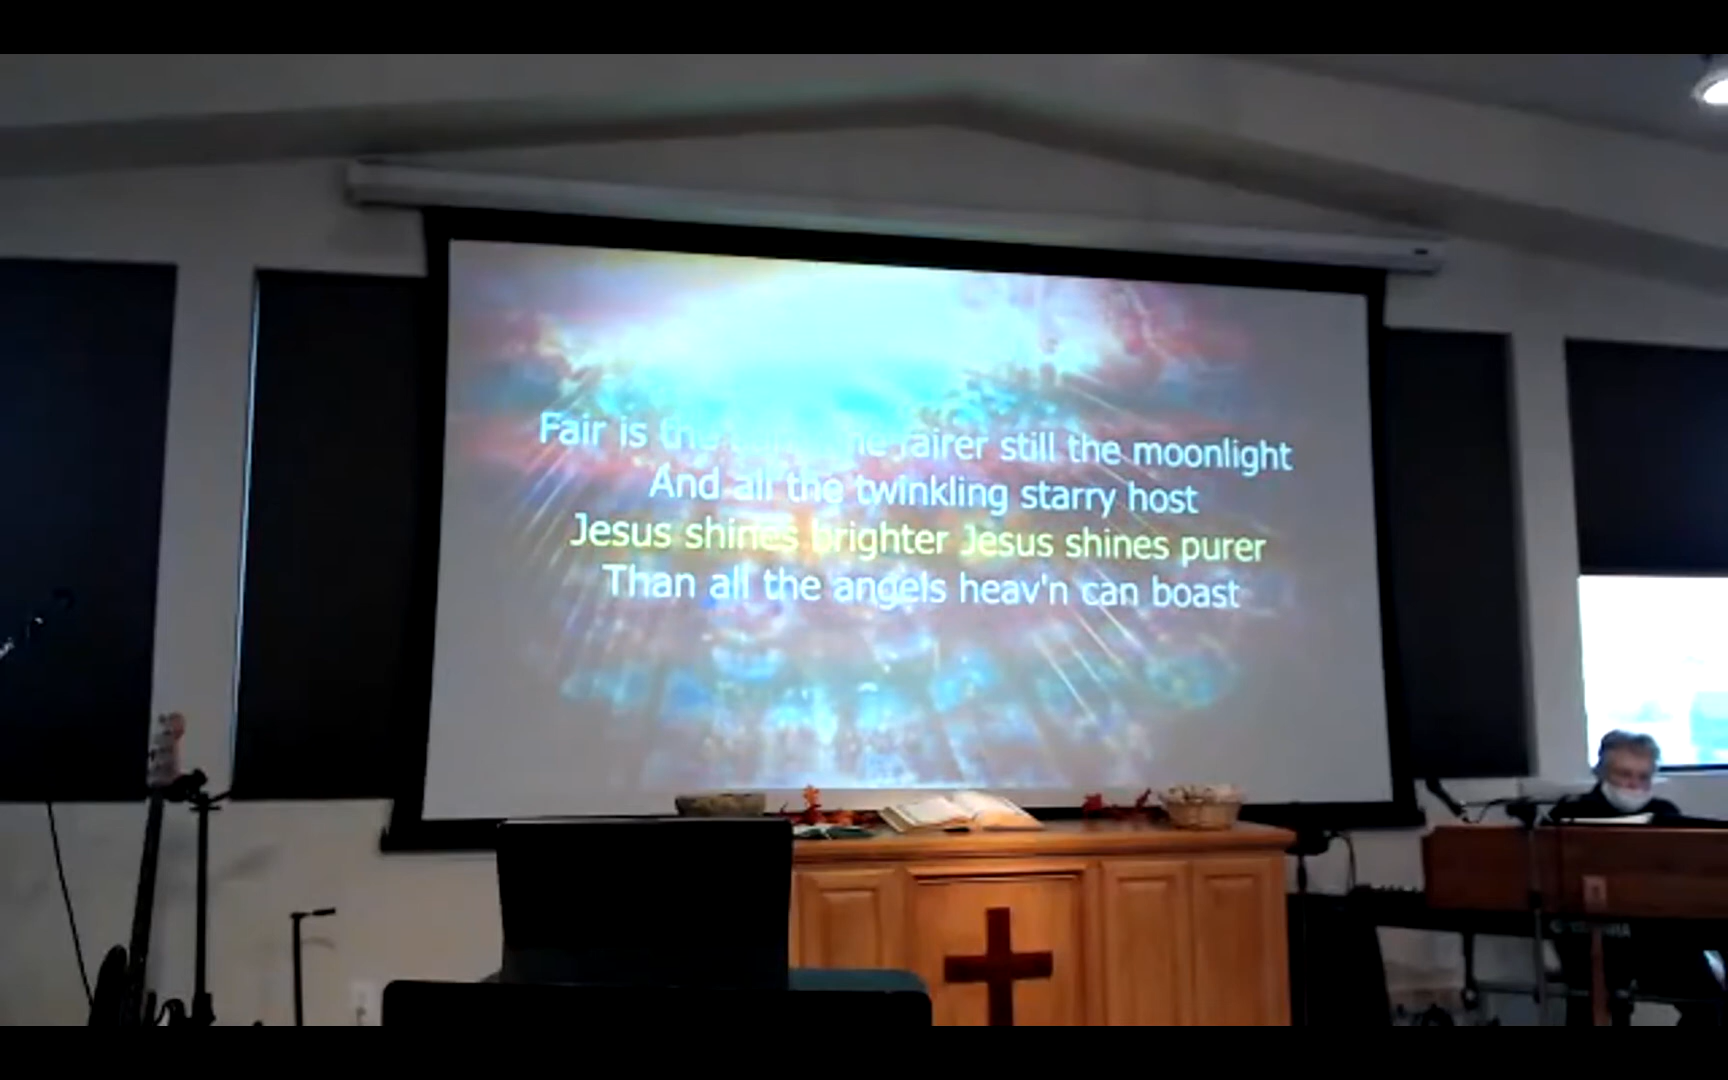 Fair is the fairer still the moonlight
And all the twinkling starry host
Jesus shines brighter Jesus shines purer
Than all the angels heav'n can boast